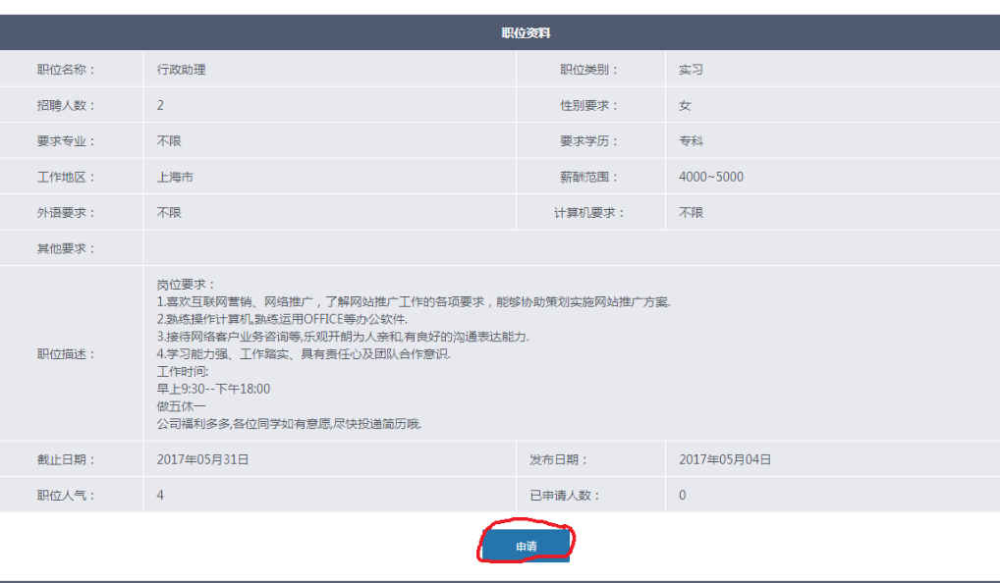 职位资料
职位名称： 行政助理 职位类别： 实习
招聘人数： 2 性别要求： 女
要求专业： 不限 要求学历： 专科
工作地区： 上海市 薪酬范围： 4000~5000
外语要求： 不限 计算机要求： 不限
其他要求：
岗位要求：
1.喜欢互联网营销、网络推广，了解网站推广工作的各项要求，能够协助策划实施网站推广方案.
2.熟练操作计算机,熟练运用OFFICE等办公软件.
3.接待网络客户业务咨询等,乐观开朗为人亲和,有良好的沟通表达能力.
职位描述： 4.学习能力强、工作踏实、具有责任心及团队合作意识.
工作时间:
早上9:30--下午18:00
做五休一
公司福利多多,各位同学如有意愿,尽快投递简历哦.
截止日期： 2017年05月31日 发布日期： 2017年05月04日
职位人气： 4 已申请人数： 0
申请